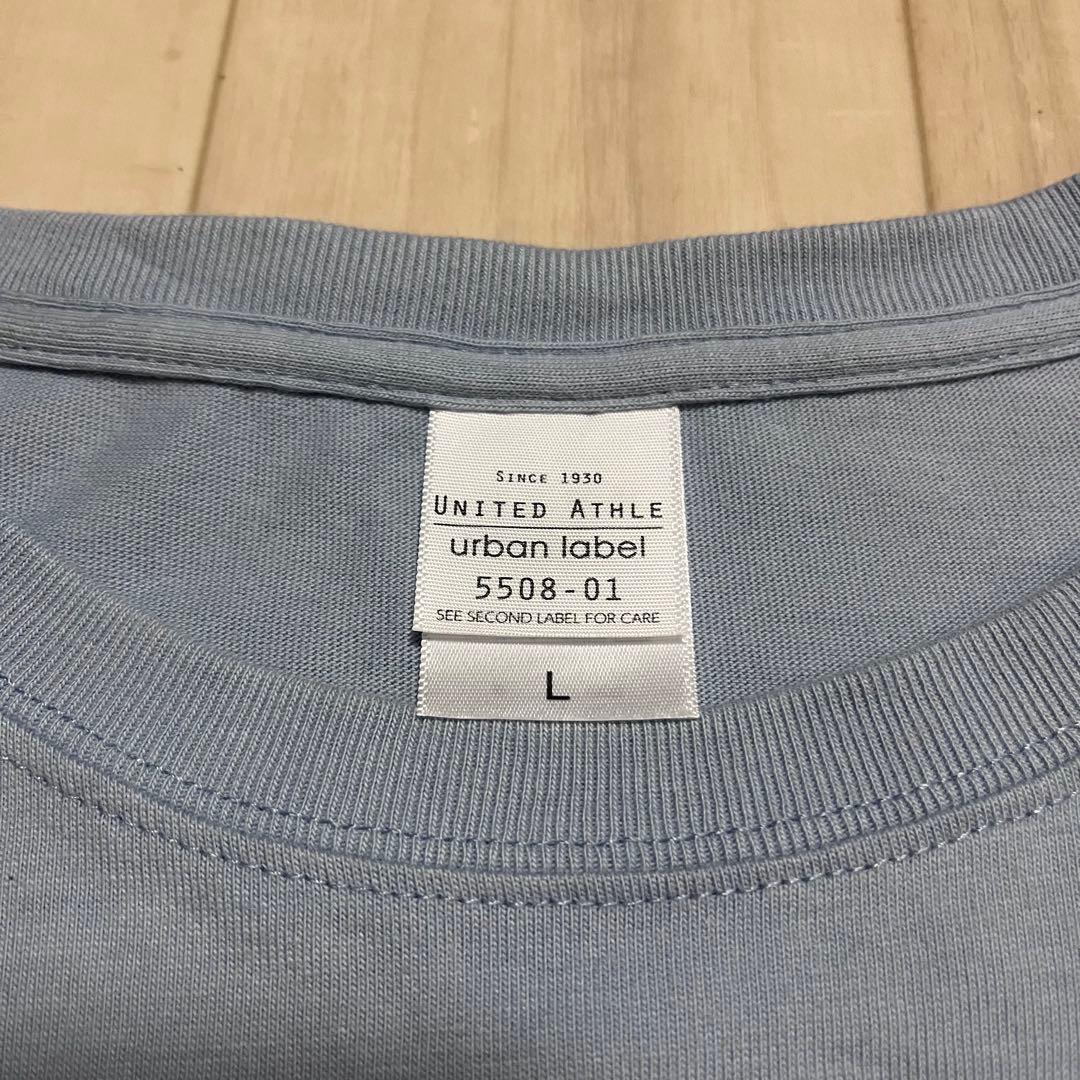 SINCE 1930
UNITED ATHLE
urban label
5508-01
SEE SECOND LABEL FOR CARE
L